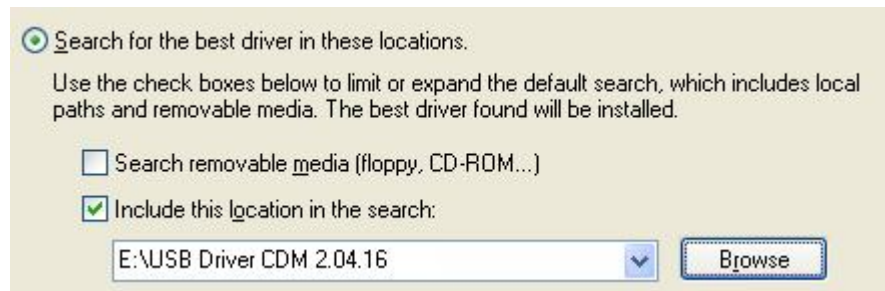 Search for the best driver in these locations.
Use the check boxes below to limit or expand the default search, which includes local
paths and removable media. The best driver found will be installed.
Search removable media (floppy, CD-ROM...)
Include this location in the search:
E:\USB Driver CDM 2.04.16 Browse